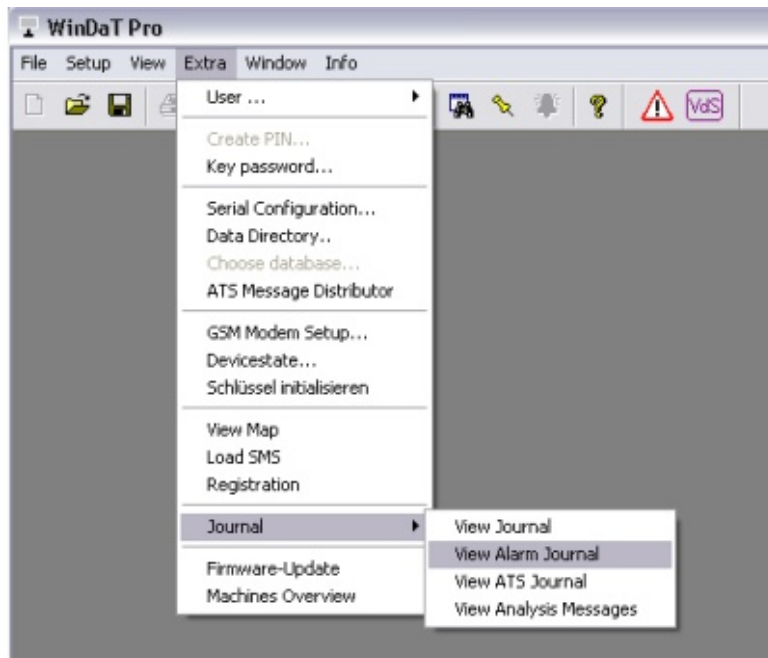 WinDaT Pro
File Setup View Extra Window Info
VdS
User ...
Create PIN...
Key password...
Serial Configuration...
Data Directory..
Choose database...
ATS Message Distributor
GSM Modem Setup...
Devicestate...
Schlüssel initialisieren
View Map
Load SMS
Registration
Journal
View Journal
View Alarm Journal
View ATS Journal
View Analysis Messages
Firmware-Update
Machines Overview